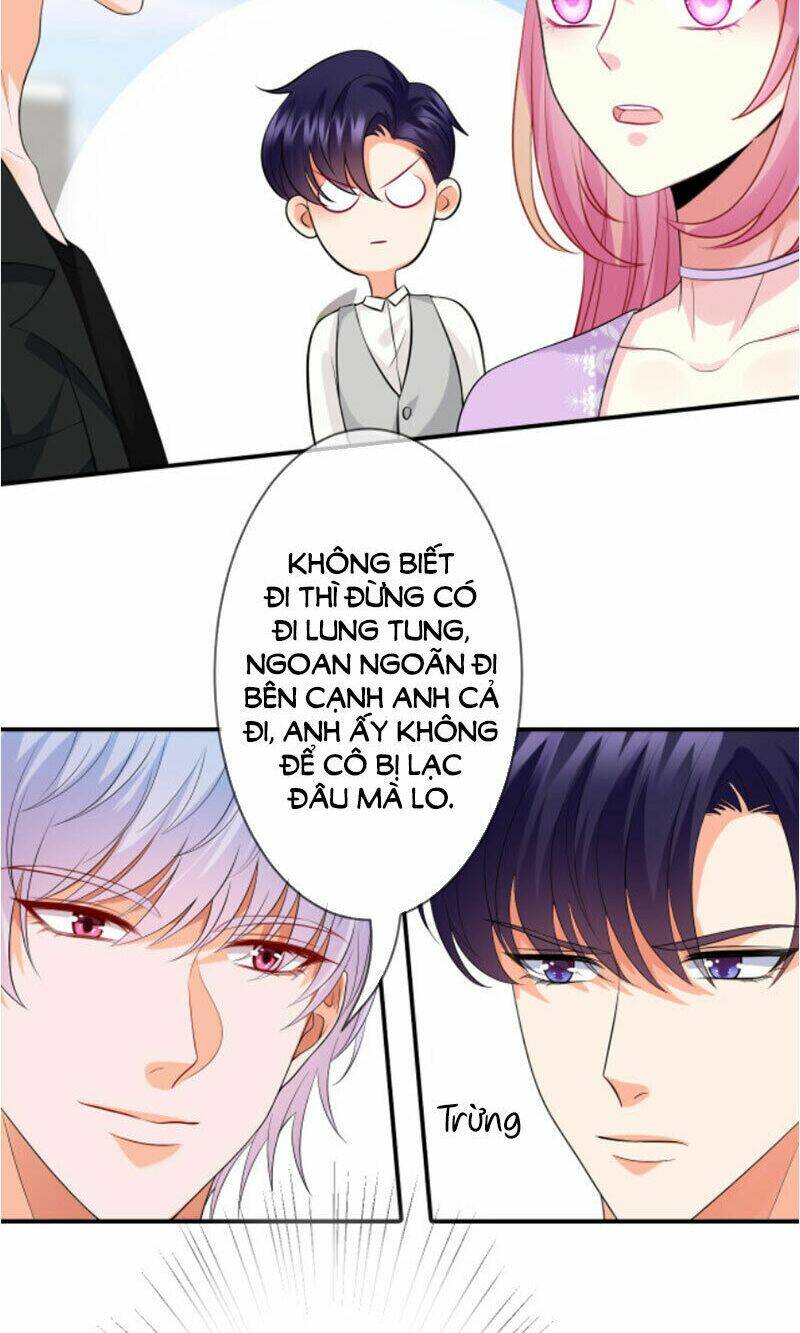 KHÔNG BIẾT
ĐI THÌ ĐỪNG CÓ
ĐI LUNG TUNG,
NGOAN NGOÃN ĐI
BÊN CẠNH ANH CẢ
ĐI, ANH ẤY KHÔNG
ĐỂ CÔ BỊ LẠC
ĐÂU MÀ LO.
Trừng